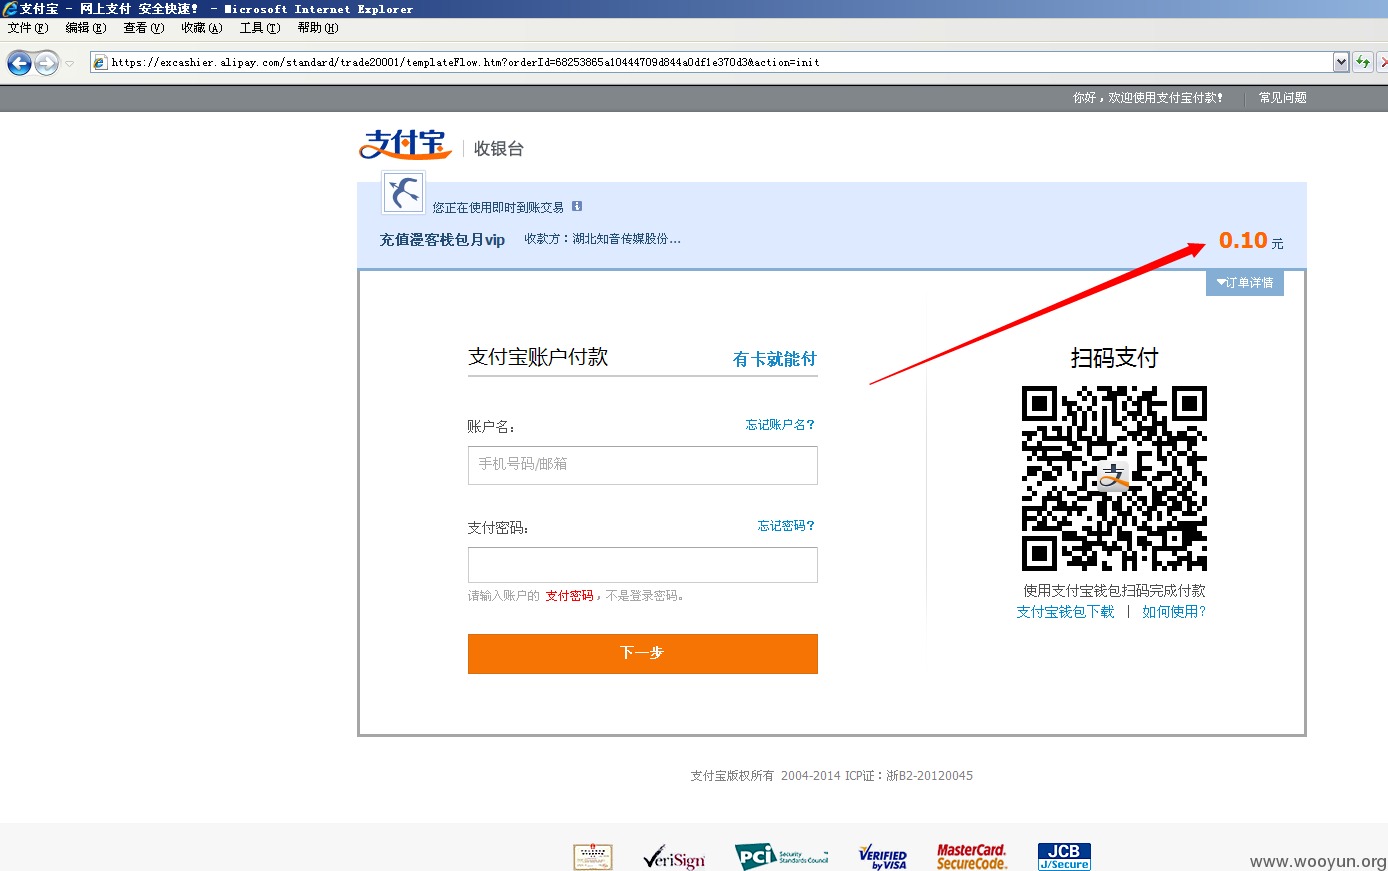 支付宝 - 网上支付 安全快速！ - Microsoft Internet Explorer
文件(F) 编辑(E) 查看(V) 收藏(A) 工具(T) 帮助(H)
https://excashier.alipay.com/standard/trade20001/templateFlow.htm?orderId=68253865a10444709d844a0df1e370d3&action=init
你好，欢迎使用支付宝付款！ 常见问题
支付宝 收银台
您正在使用即时到账交易
充值漫客栈包月vip 收款方：湖北知音传媒股份... 0.10 元
订单详情
支付宝账户付款 有卡就能付 扫码支付
账户名： 忘记账户名?
手机号码/邮箱
支
支付密码： 忘记密码?
请输入账户的 支付密码，不是登录密码。
使用支付宝钱包扫码完成付款
支付宝钱包下载 | 如何使用?
下一步
支付宝版权所有 2004-2014 ICP证：浙B2-20120045
VeriSign PCI Security Standards Council VERIFIED by VISA MasterCard. SecureCode. JCB J/Secure
www.wooyun.org